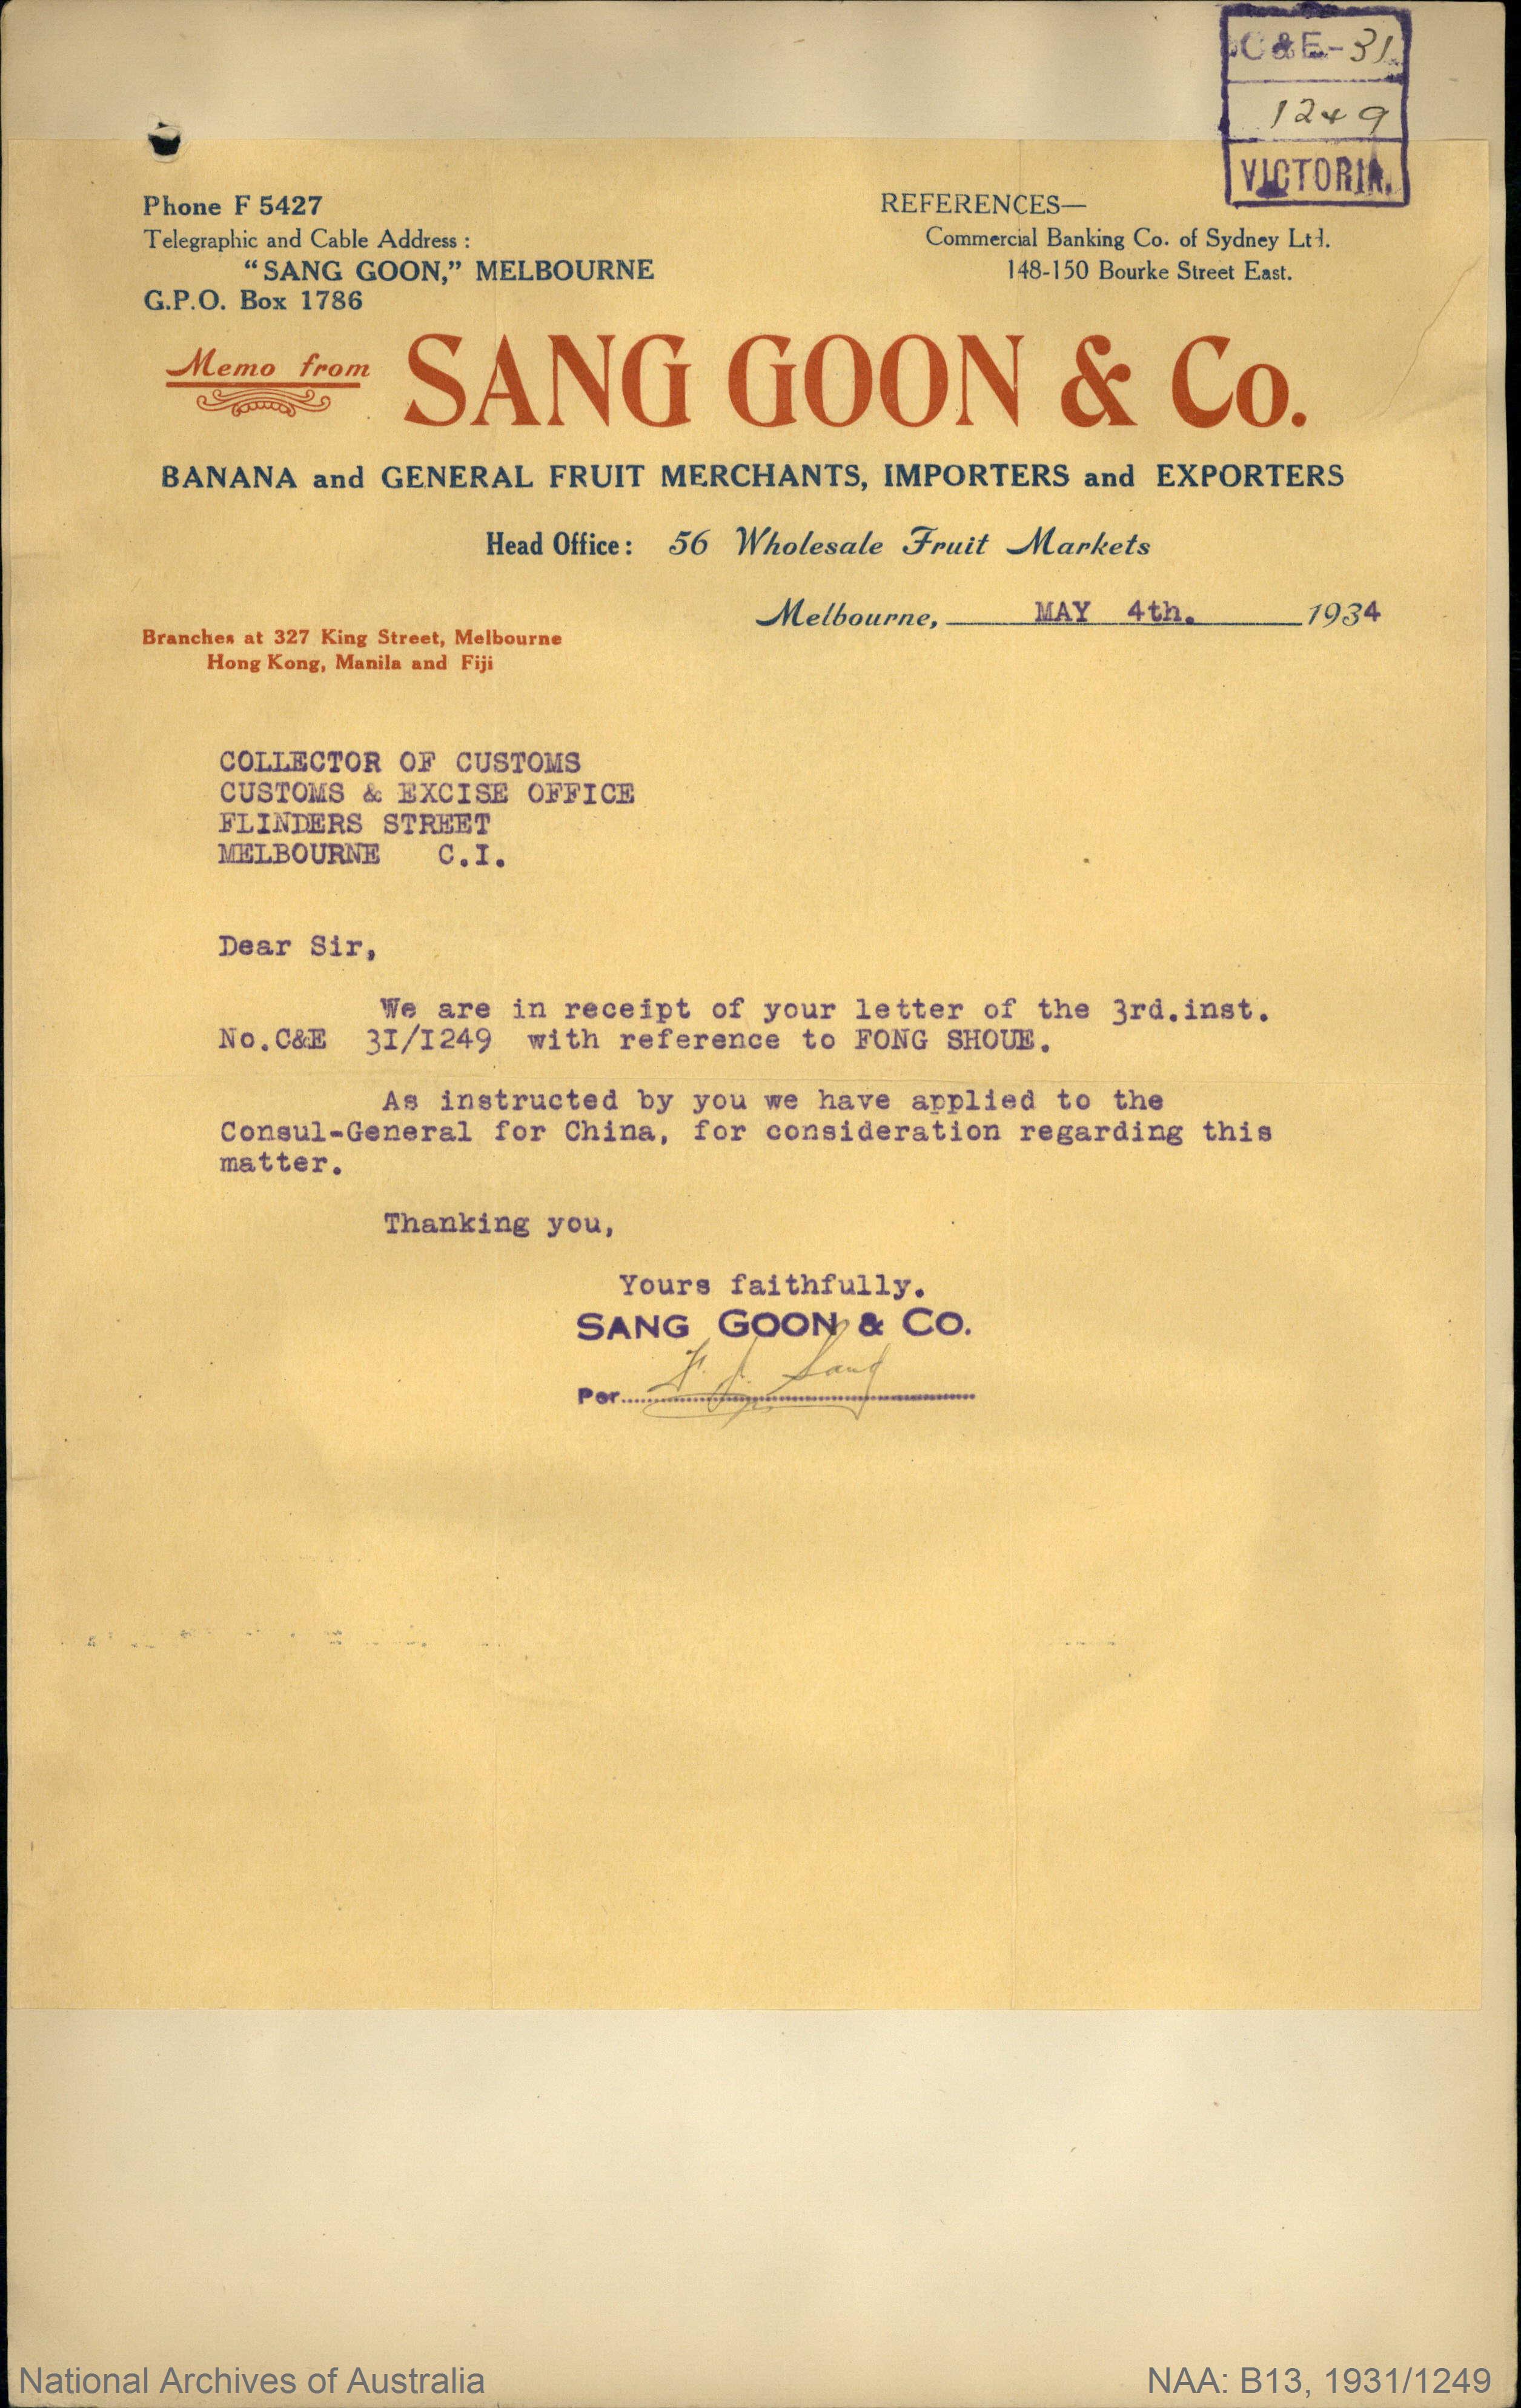 C&E-31
1249
VICTORIA.
Phone F 5427
Telegraphic and Cable Address :
"SANG GOON," MELBOURNE
G.P.O. Box 1786
REFERENCES—
Commercial Banking Co. of Sydney Ltd.
148-150 Bourke Street East.
Memo from SANG GOON & Co.
BANANA and GENERAL FRUIT MERCHANTS, IMPORTERS and EXPORTERS
Head Office: 56 Wholesale Fruit Markets
Melbourne, MAY 4th. 1934
Branches at 327 King Street, Melbourne
Hong Kong, Manila and Fiji
COLLECTOR OF CUSTOMS
CUSTOMS & EXCISE OFFICE
FLINDERS STREET
MELBOURNE C.I.
Dear Sir,
We are in receipt of your letter of the 3rd.inst.
No.C&E 3I/I249 with reference to FONG SHOUE.
As instructed by you we have applied to the
Consul-General for China, for consideration regarding this
matter.
Thanking you,
Yours faithfully.
SANG GOON & CO.
Per Sang
National Archives of Australia
NAA: B13, 1931/1249